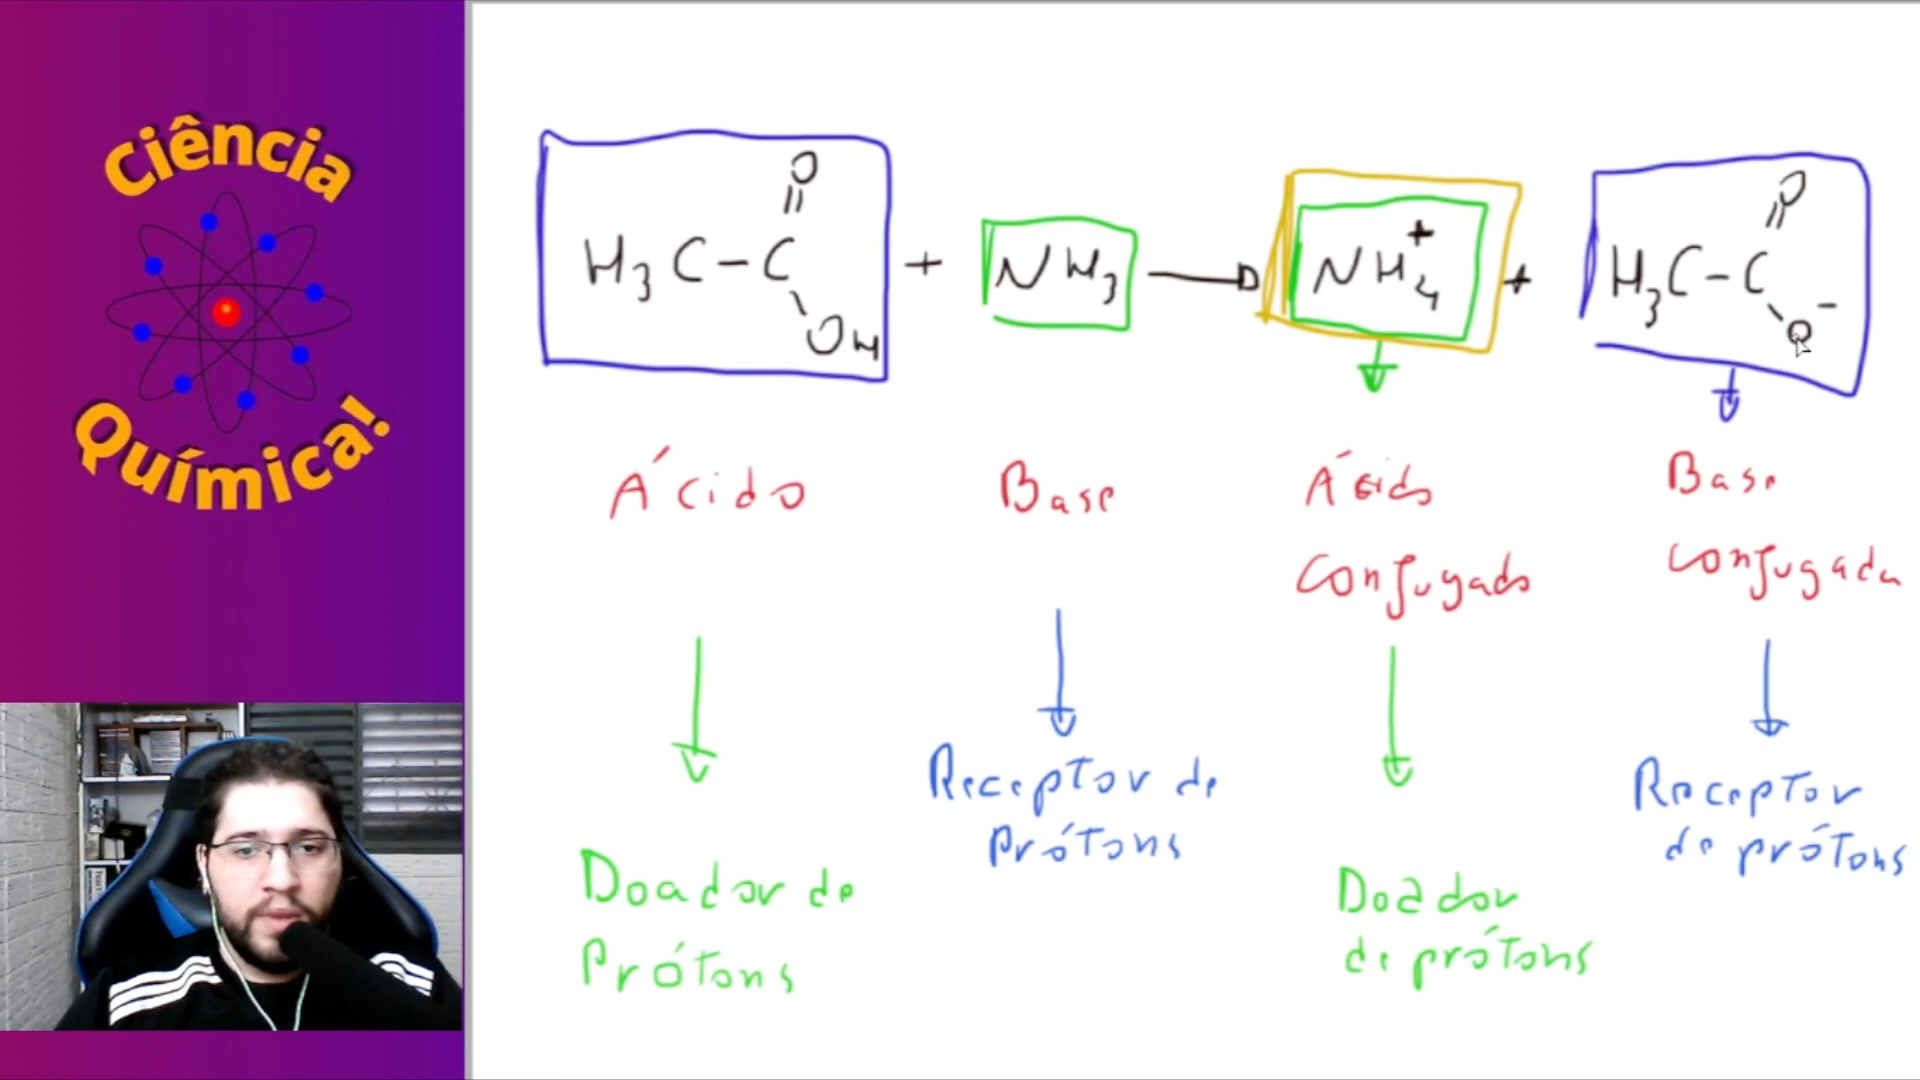 Ciência
Química!
H3C-C
O
OH
+
NH3
NH4+
+
H3C-C
O
O-
Ácido
Base
Ácido
conjugado
Base
conjugada
Doador de
Prótons
Receptor de
Prótons
Doador
de prótons
Receptor
de prótons